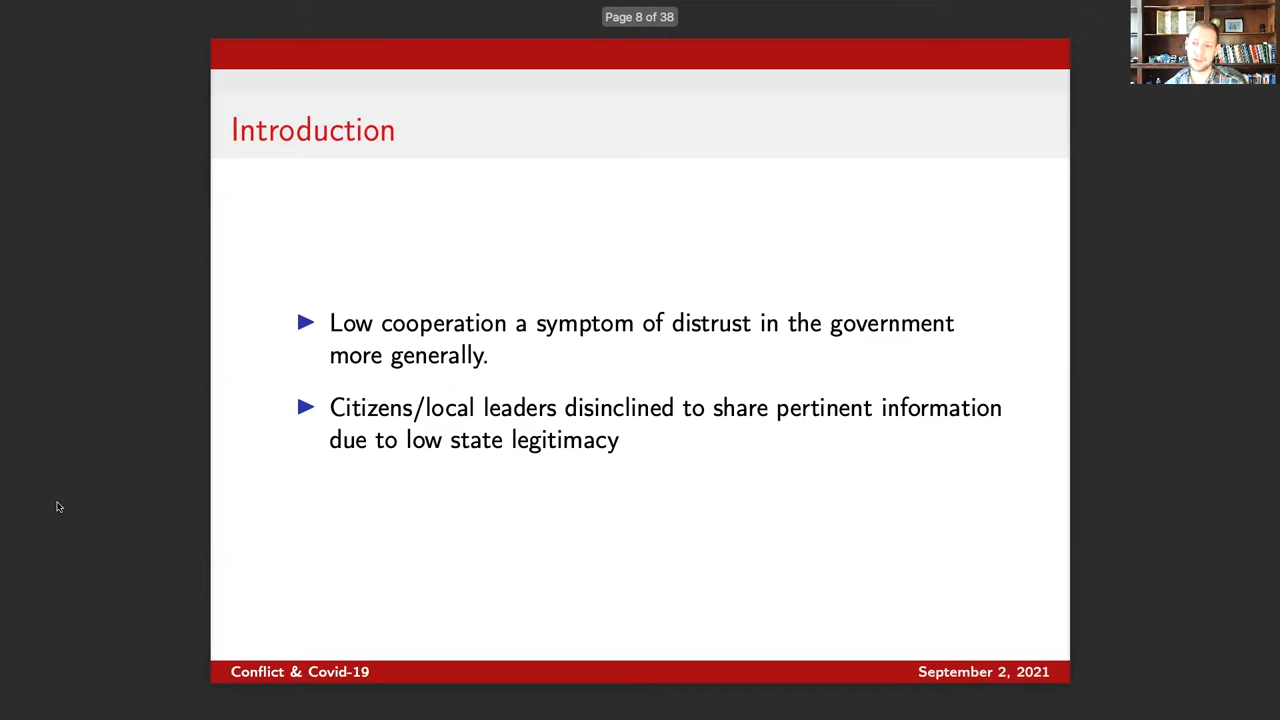 Page 8 of 38
Introduction
Low cooperation a symptom of distrust in the government
more generally.
Citizens/local leaders disinclined to share pertinent information
due to low state legitimacy
Conflict & Covid-19
September 2, 2021